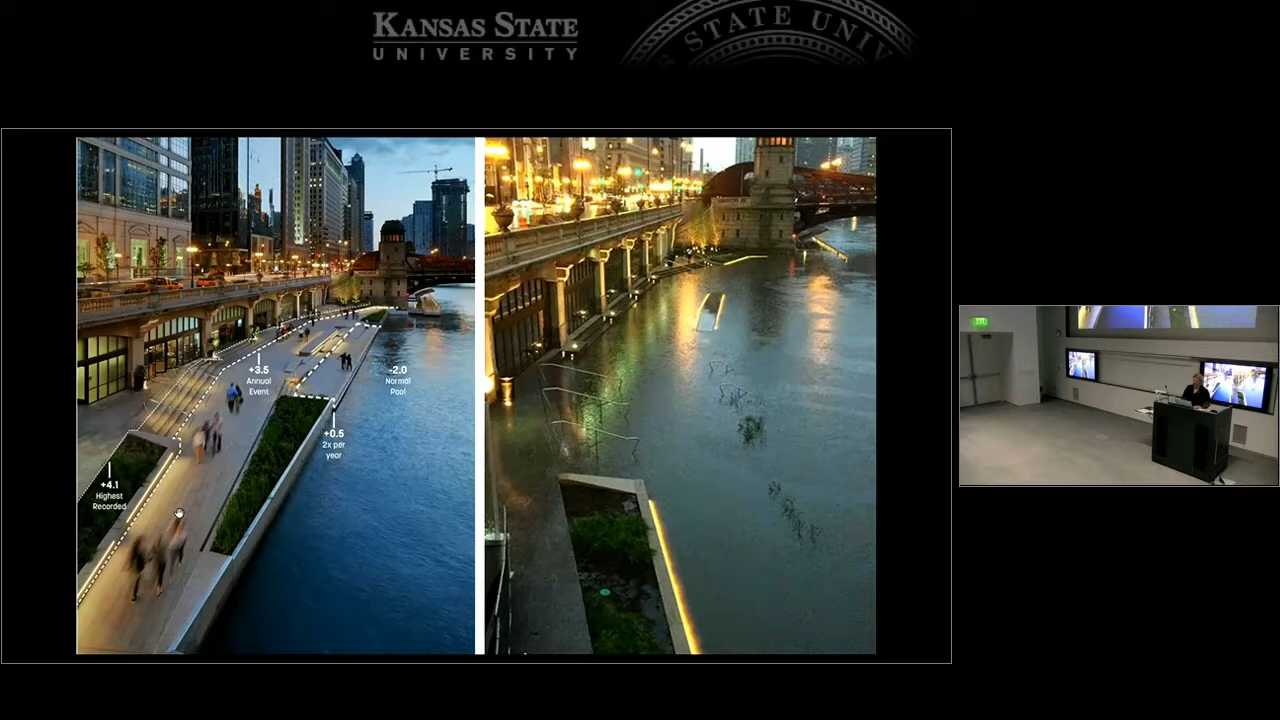 KANSAS STATE
UNIVERSITY
STATE UNIV
+3.5
Annual
Event
-2.0
Normal
Pool
+0.5
2x per
year
+4.1
Highest
Recorded
EXIT